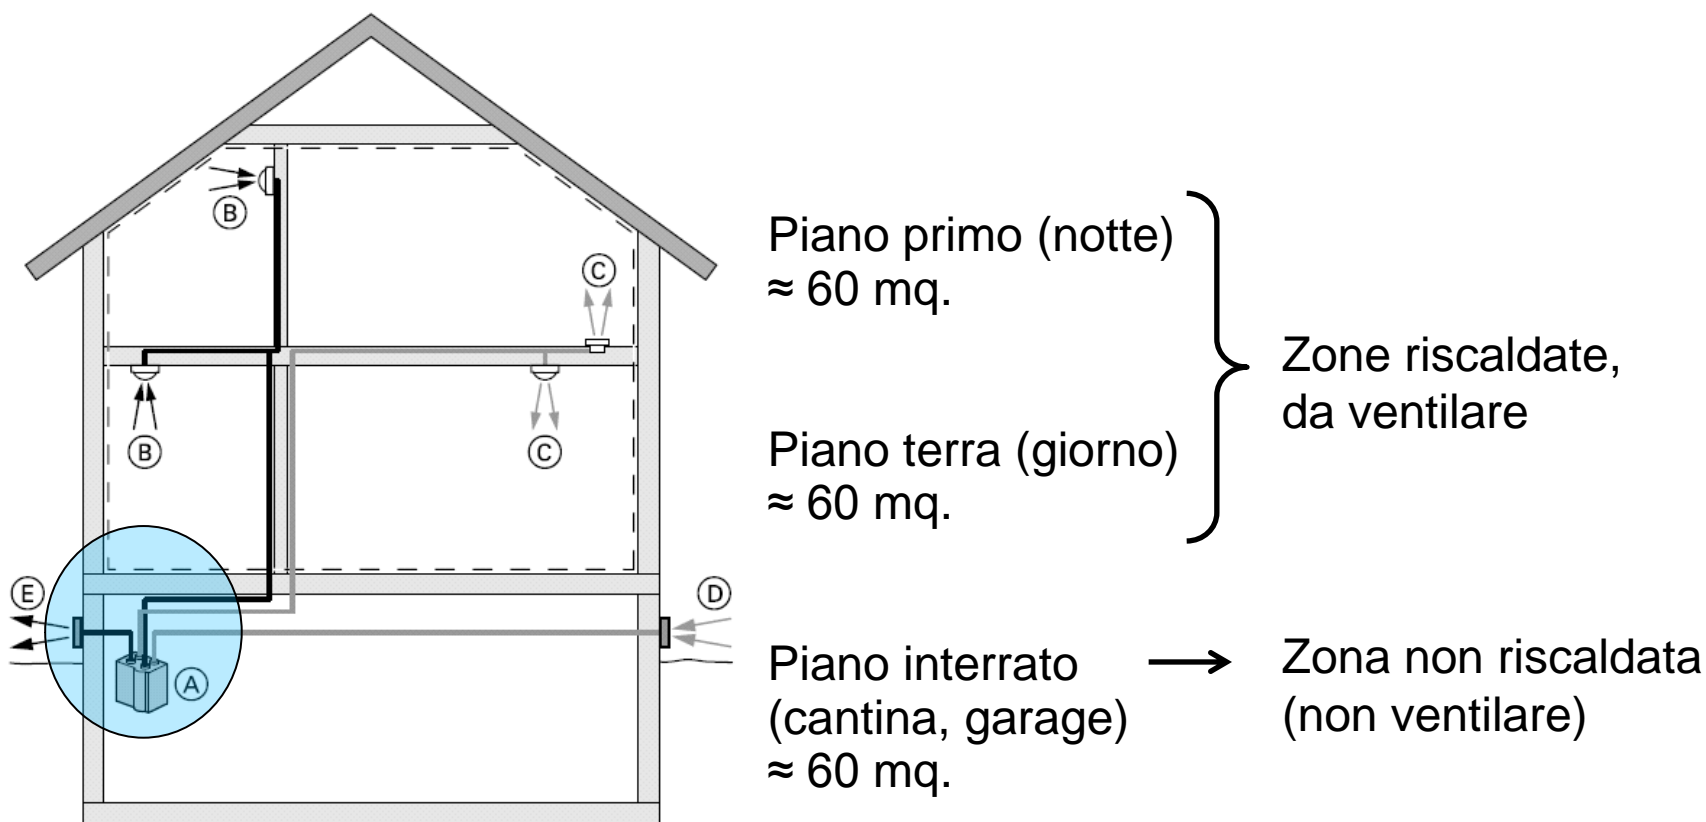 B
C
B
C
E
D
A
Piano primo (notte)
≈ 60 mq.
Piano terra (giorno)
≈ 60 mq.
Zone riscaldate,
da ventilare
Piano interrato
(cantina, garage)
≈ 60 mq.
Zona non riscaldata
(non ventilare)